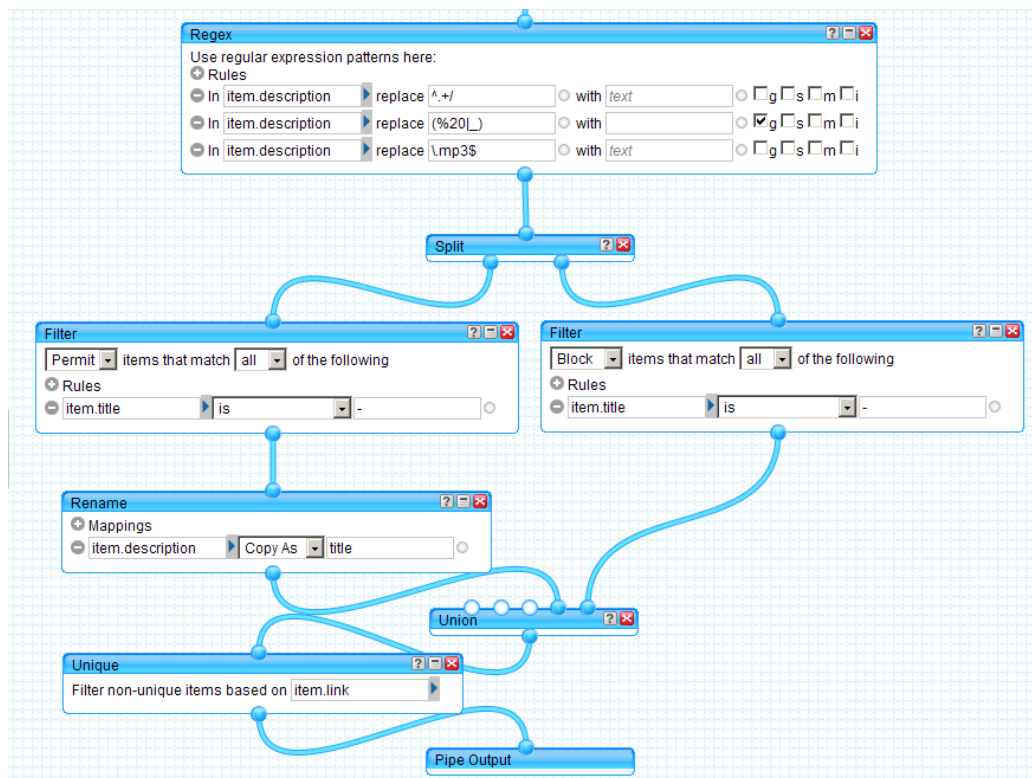 Regex ?
Use regular expression patterns here:
Rules
In item.description replace ^.+/ with text g s m i
In item.description replace (%20|_) with g s m i
In item.description replace \.mp3$ with text g s m i
Split ?
Filter ?
Permit items that match all of the following
Rules
item.title is -
Filter ?
Block items that match all of the following
Rules
item.title is -
Rename ?
Mappings
item.description Copy As title
Union ?
Unique ?
Filter non-unique items based on item.link
Pipe Output